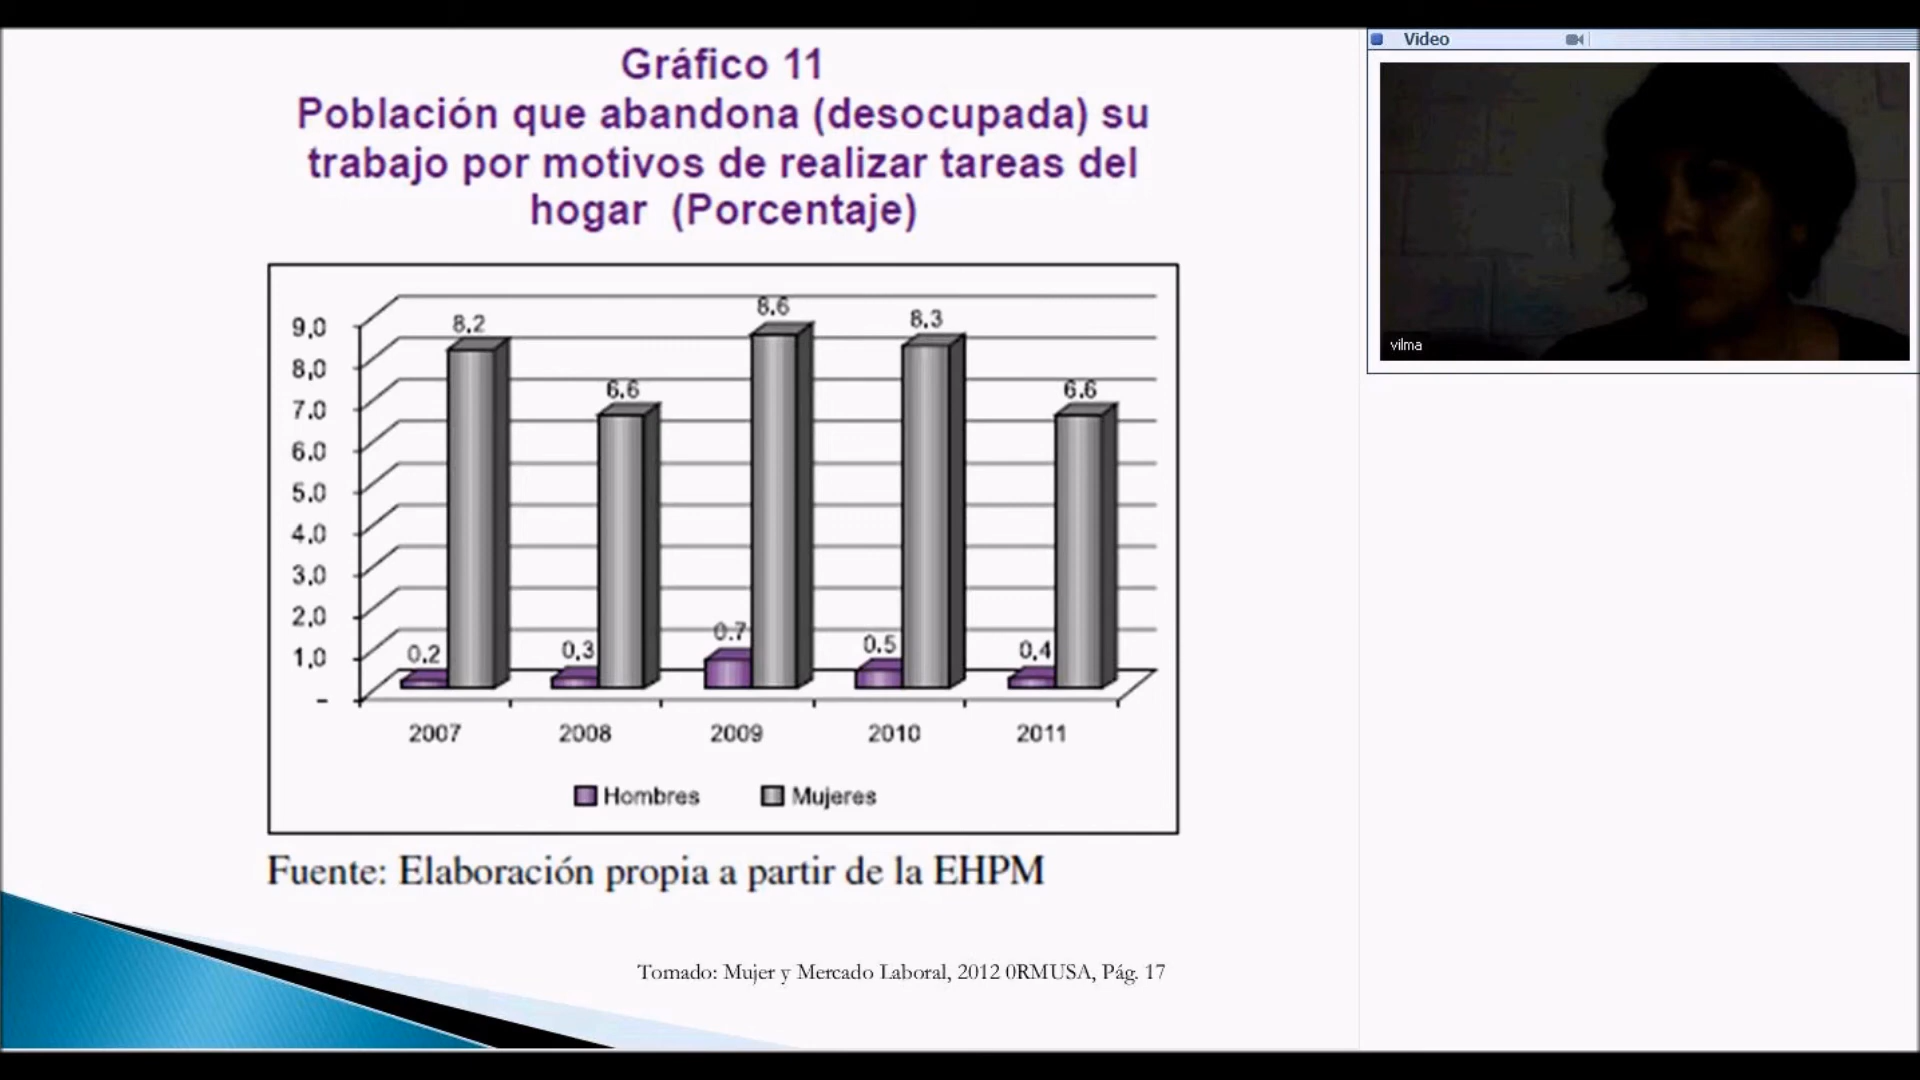 Gráfico 11
Población que abandona (desocupada) su
trabajo por motivos de realizar tareas del
hogar (Porcentaje)
9,0
8,0
7,0
6,0
5,0
4,0
3,0
2,0
1,0
–
8,2
6,6
8,6
8,3
6,6
0,2
0,3
0,7
0,5
0,4
2007 2008 2009 2010 2011
Hombres Mujeres
Fuente: Elaboración propia a partir de la EHPM
Tomado: Mujer y Mercado Laboral, 2012 0RMUSA, Pág. 17
Video
vilma